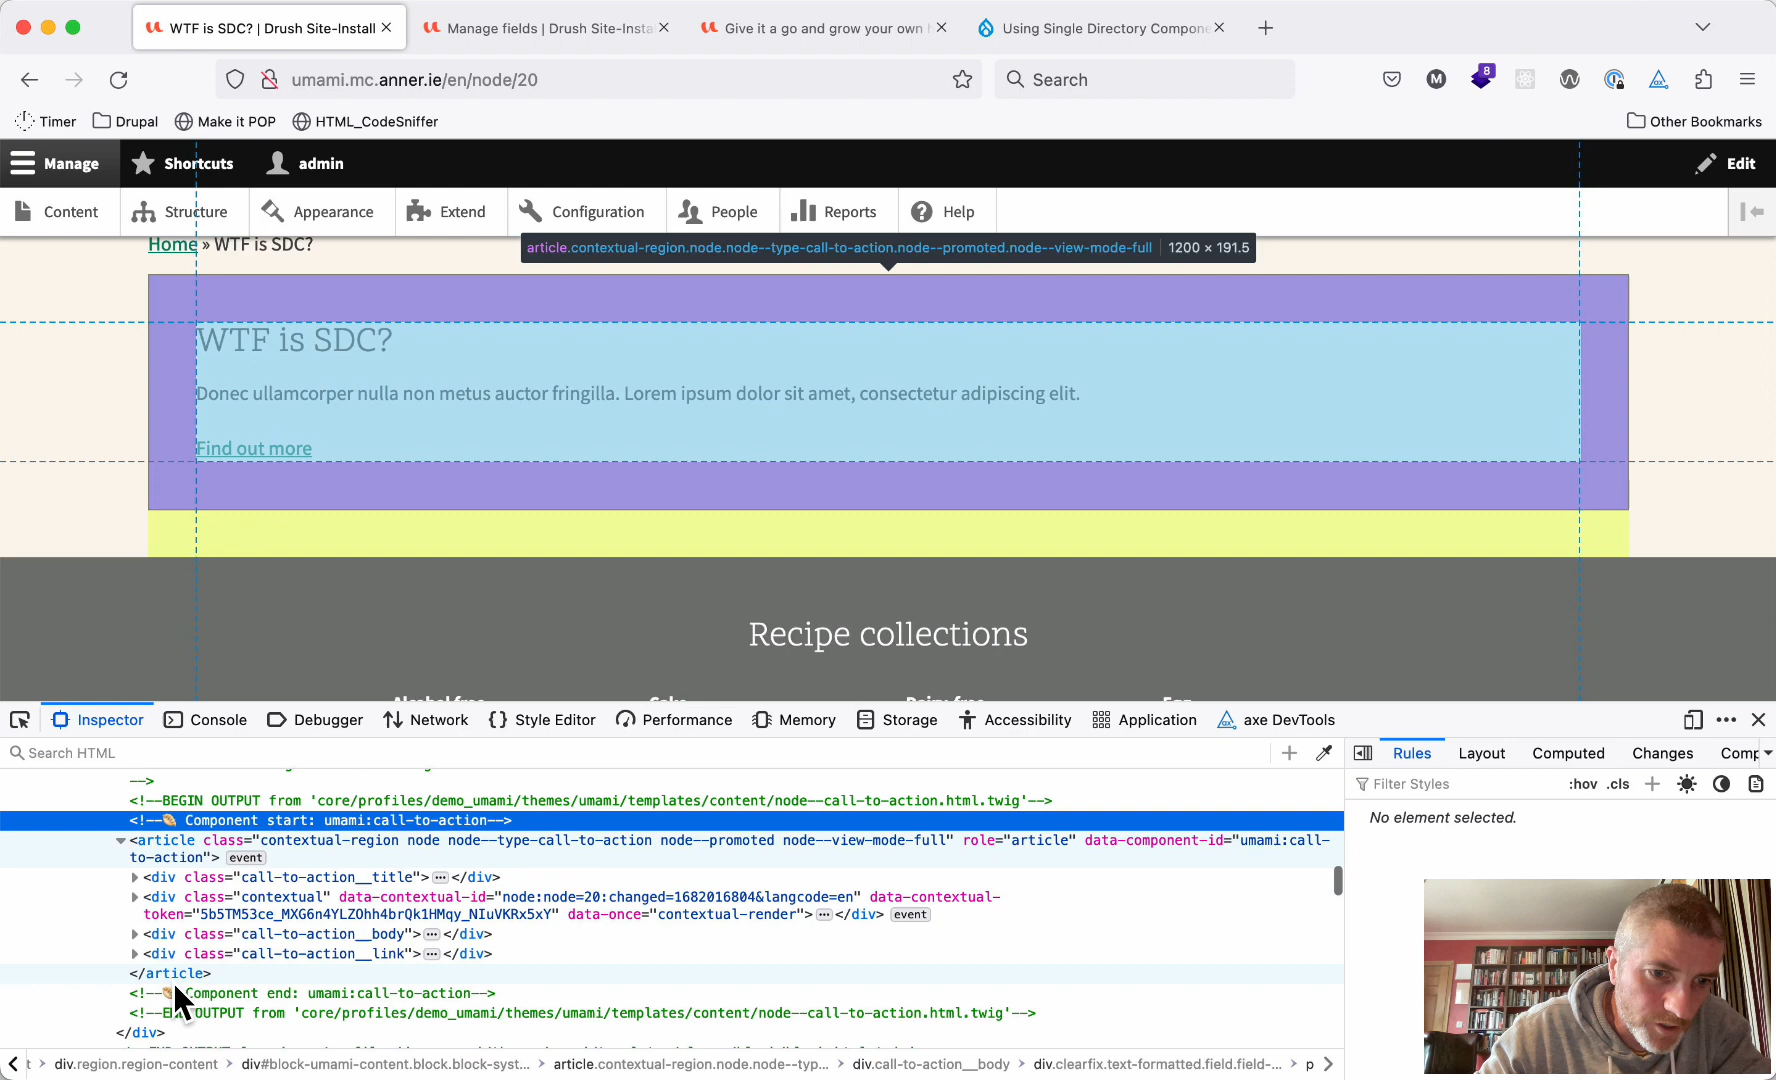 WTF is SDC? | Drush Site-Install
Manage fields | Drush Site-Insta
Give it a go and grow your own h
Using Single Directory Compone
umami.mc.anner.ie/en/node/20
Search
M
8
Timer
Drupal
Make it POP
HTML_CodeSniffer
Other Bookmarks
Manage
Shortcuts
admin
Edit
Content
Structure
Appearance
Extend
Configuration
People
Reports
Help
Home » WTF is SDC?
article.contextual-region.node.node--type-call-to-action.node--promoted.node--view-mode-full | 1200 × 191.5
WTF is SDC?
Donec ullamcorper nulla non metus auctor fringilla. Lorem ipsum dolor sit amet, consectetur adipiscing elit.
Find out more
Recipe collections
Inspector
Console
Debugger
Network
Style Editor
Performance
Memory
Storage
Accessibility
Application
axe DevTools
Search HTML
Rules
Layout
Computed
Changes
Comp
Filter Styles
:hov
.cls
No element selected.
-->
<!--BEGIN OUTPUT from 'core/profiles/demo_umami/themes/umami/templates/content/node--call-to-action.html.twig'-->
<!-- Component start: umami:call-to-action-->
<article class="contextual-region node node--type-call-to-action node--promoted node--view-mode-full" role="article" data-component-id="umami:call-
to-action"> event
<div class="call-to-action__title">…</div>
<div class="contextual" data-contextual-id="node:node=20:changed=1682016804&langcode=en" data-contextual-
token="5b5TM53ce_MXG6n4YLZOhh4brQk1HMqy_NIuVKRx5xY" data-once="contextual-render">…</div> event
<div class="call-to-action__body">…</div>
<div class="call-to-action__link">…</div>
</article>
<!-- Component end: umami:call-to-action-->
OUTPUT from 'core/profiles/demo_umami/themes/umami/templates/content/node--call-to-action.html.twig'-->
</div>
div.region.region-content
div#block-umami-content.block.block-syst...
article.contextual-region.node.node--typ...
div.call-to-action__body
div.clearfix.text-formatted.field.field-...
p